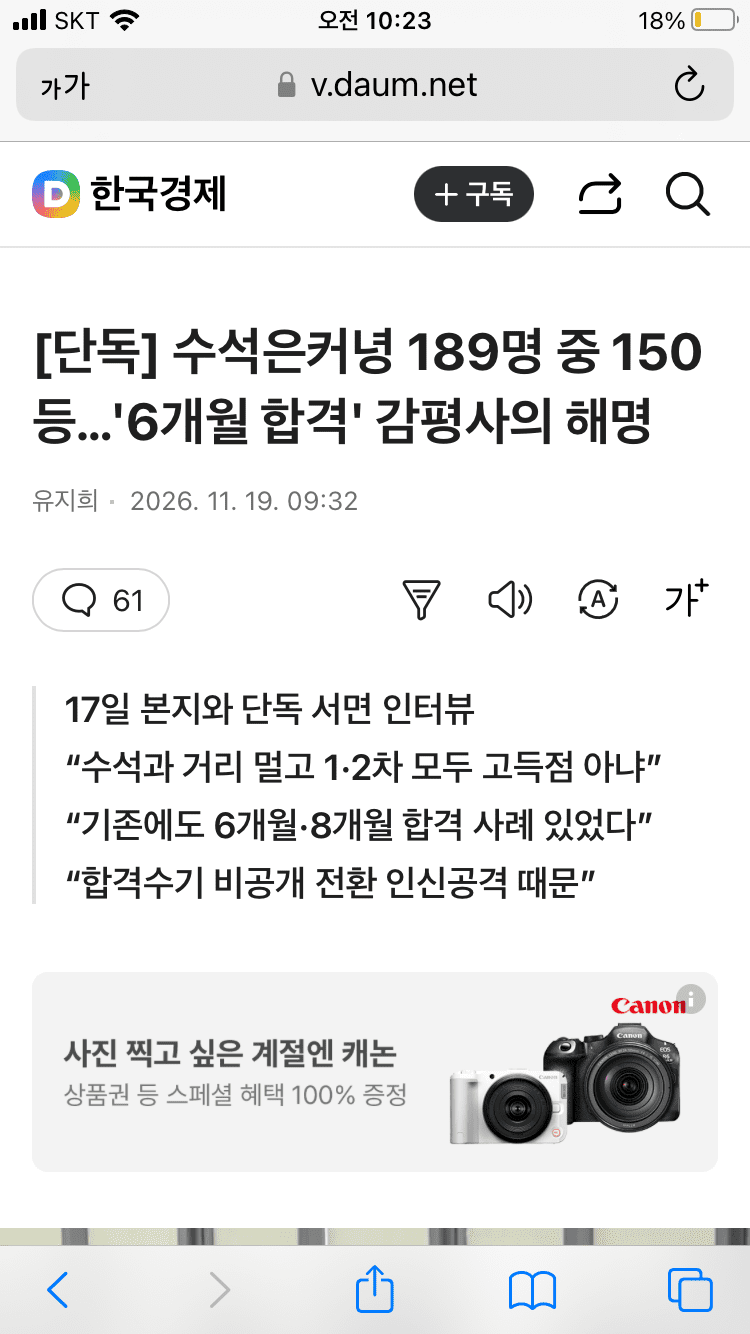 SKT 오전 10:23 18%
가가 v.daum.net
D 한국경제 + 구독
[단독] 수석은커녕 189명 중 150
등…'6개월 합격' 감평사의 해명
유지희 · 2026. 11. 19. 09:32
61 A 가+
17일 본지와 단독 서면 인터뷰
“수석과 거리 멀고 1·2차 모두 고득점 아냐”
“기존에도 6개월·8개월 합격 사례 있었다”
“합격수기 비공개 전환 인신공격 때문”
Canon
사진 찍고 싶은 계절엔 캐논
상품권 등 스페셜 혜택 100% 증정
Canon
EOS